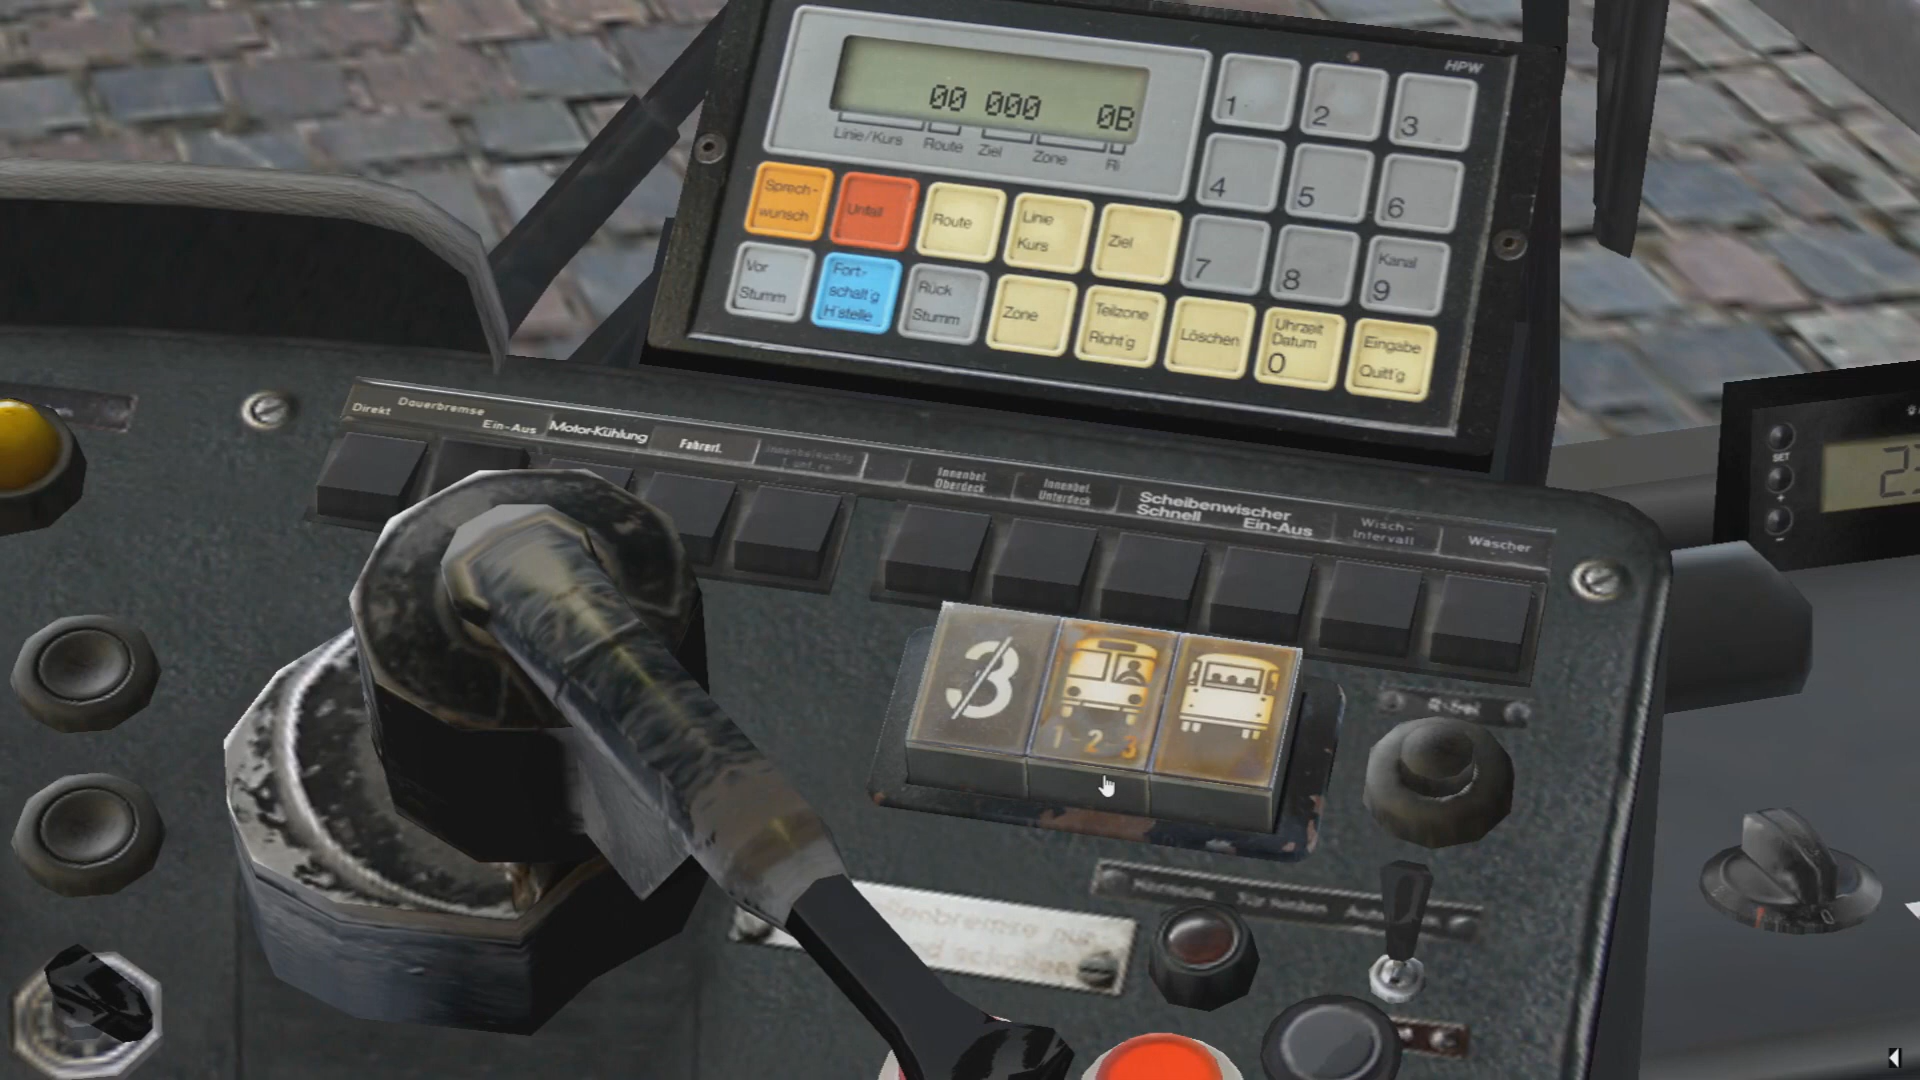 HPW
00 000 0B
Linie/Kurs Route Ziel Zone Ri
1 2 3
4 5 6
7 8 Kanal 9
Sprech-
wunsch
Unfall
Route
Linie
Kurs
Ziel
Vor
Stumm
Fort-
schalt'g
H'stelle
Rück
Stumm
Zone
Teilzone
Richt'g
Löschen
Uhrzeit
Datum
0
Eingabe
Quitt'g
Direkt Dauerbremse
Ein-Aus
Motor-Kühlung
Fahrerl.
Innenbeleuchtg
Innenbel.
Oberdeck
Innenbel.
Unterdeck
Scheibenwischer
Schnell Ein-Aus
Wisch-
Intervall
Wascher
SET
+
-
3
1-2-3